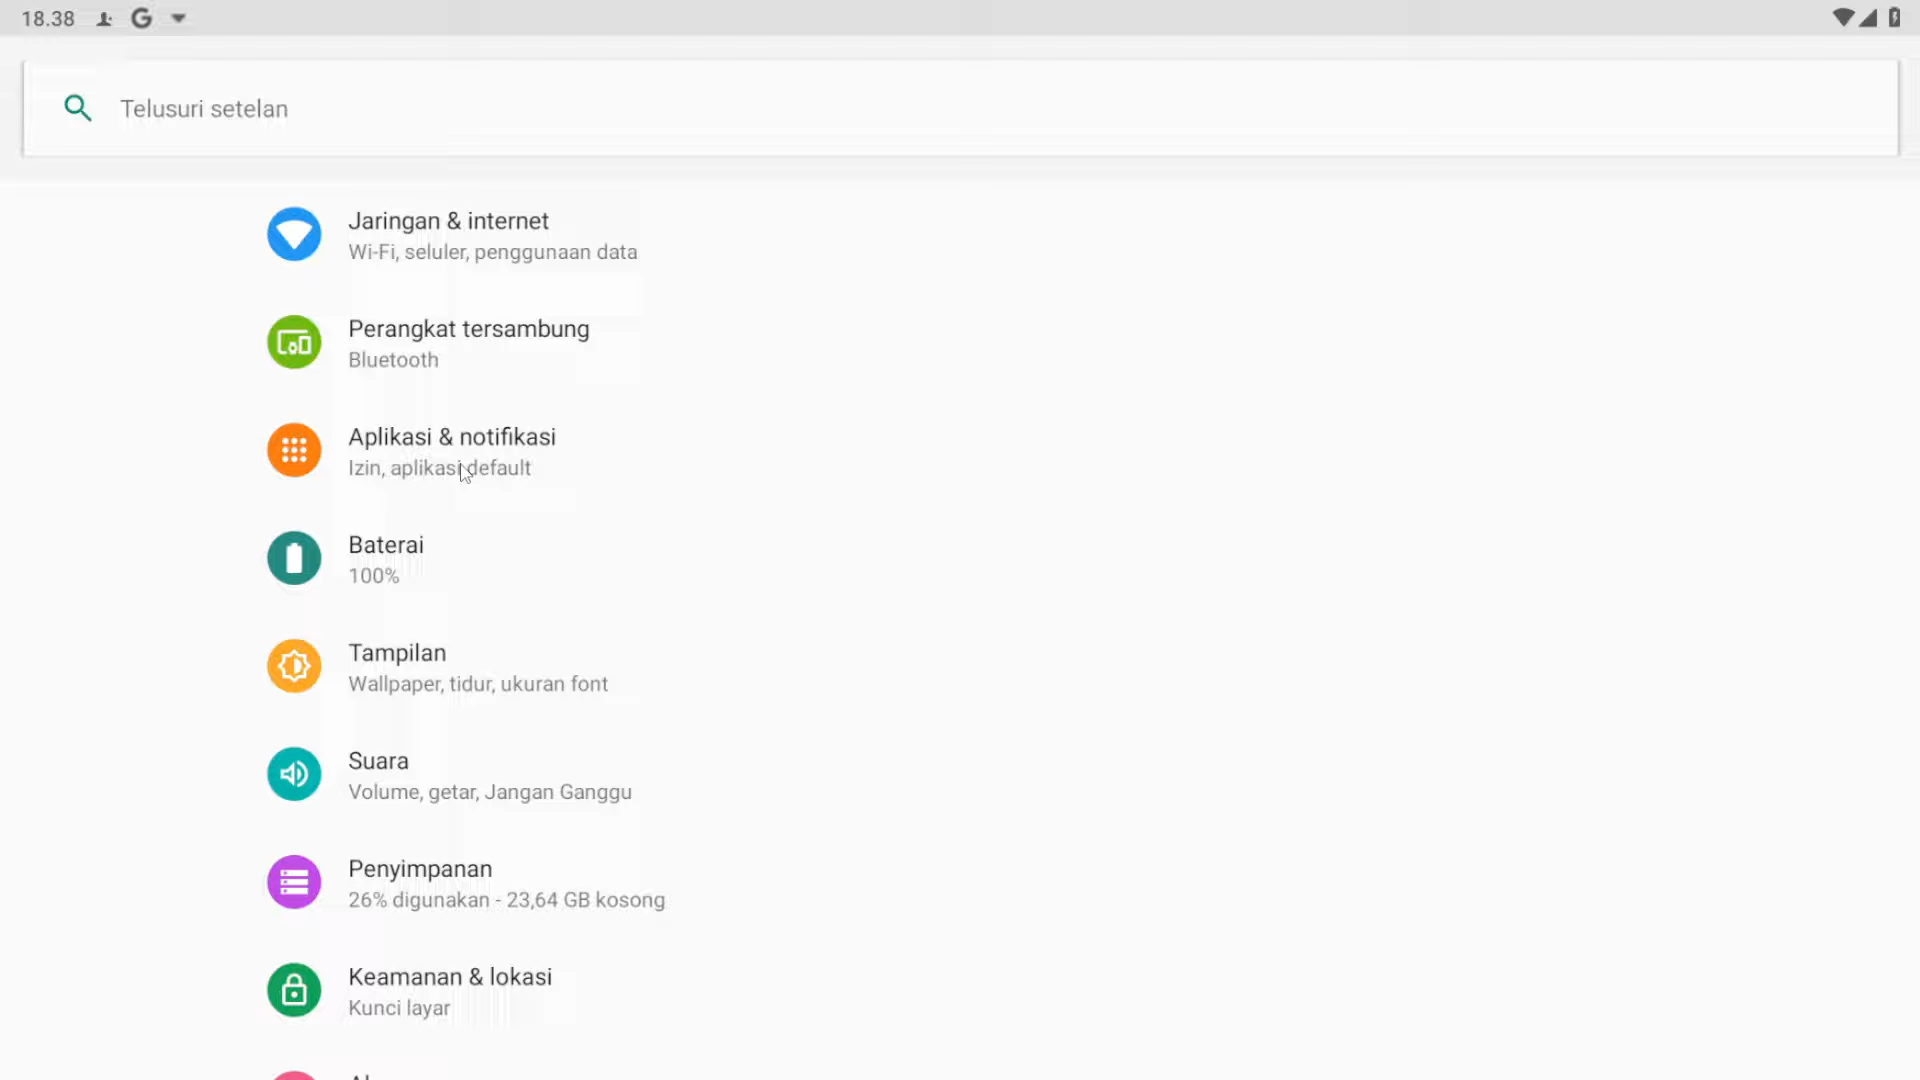 18.38
Telusuri setelan
Jaringan & internet
Wi-Fi, seluler, penggunaan data
Perangkat tersambung
Bluetooth
Aplikasi & notifikasi
Izin, aplikasi default
Baterai
100%
Tampilan
Wallpaper, tidur, ukuran font
Suara
Volume, getar, Jangan Ganggu
Penyimpanan
26% digunakan - 23,64 GB kosong
Keamanan & lokasi
Kunci layar